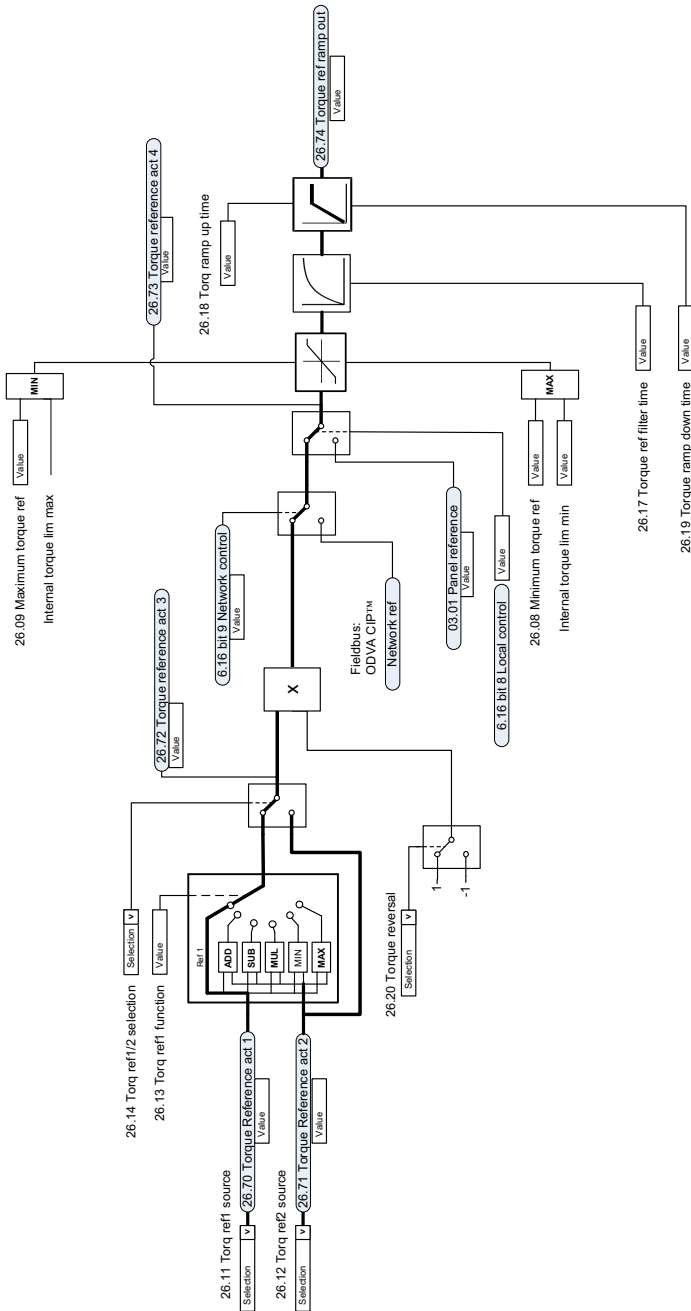 26.11 Torq ref1 source
Selection v
26.70 Torque Reference act 1
Value
26.12 Torq ref2 source
Selection v
26.71 Torque Reference act 2
Value
26.14 Torq ref1/2 selection
Selection v
26.13 Torq ref1 function
Value
Ref 1
ADD
SUB
MUL
MIN
MAX
26.20 Torque reversal
Selection v
1
-1
26.72 Torque reference act 3
Value
X
6.16 bit 9 Network control
Value
Fieldbus:
ODVA CIP™
Network ref
03.01 Panel reference
Value
6.16 bit 8 Local control
Value
26.09 Maximum torque ref
Value
Internal torque lim max
MIN
26.73 Torque reference act 4
Value
26.08 Minimum torque ref
Value
Internal torque lim min
Value
MAX
26.18 Torq ramp up time
Value
26.17 Torque ref filter time
Value
26.19 Torque ramp down time
Value
26.74 Torque ref ramp out
Value